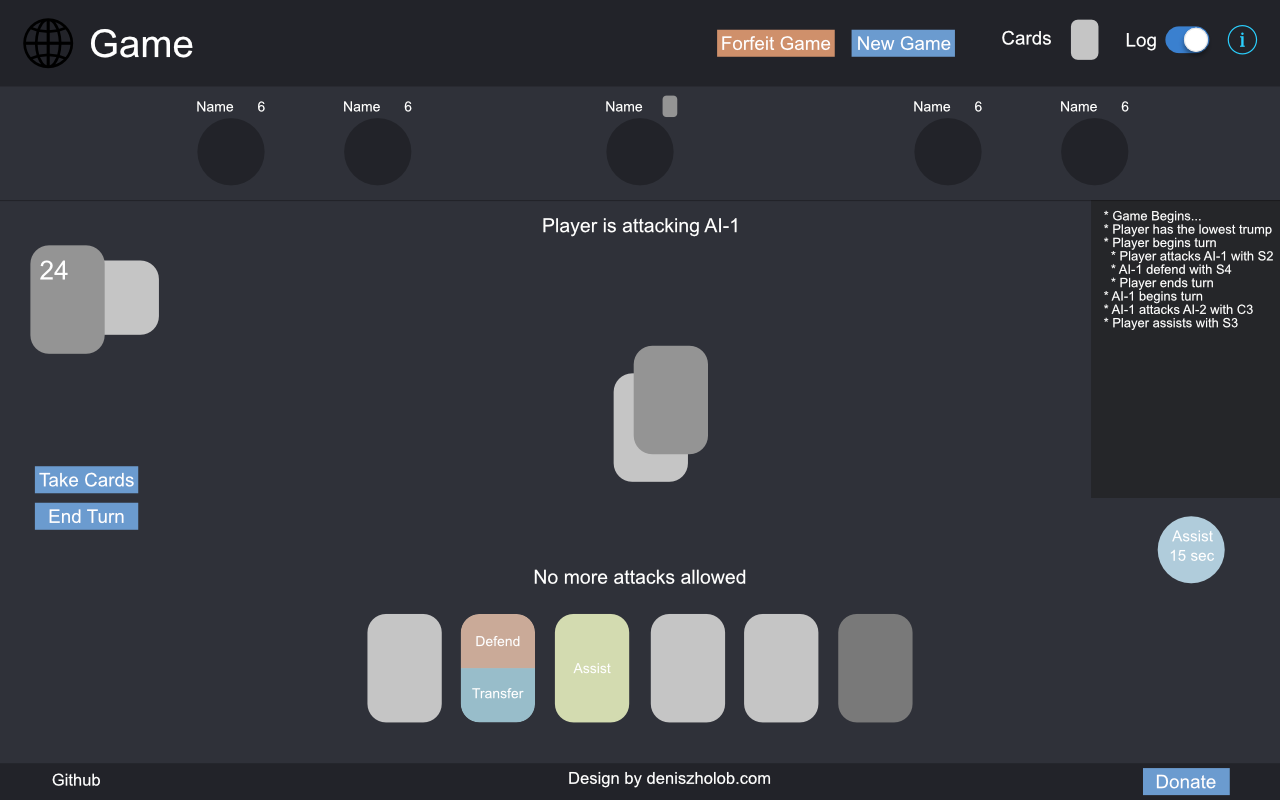 Game
Forfeit Game
New Game
Cards
Log
i
Name 6
Name 6
Name
Name 6
Name 6
Player is attacking AI-1
24
* Game Begins...
* Player has the lowest trump
* Player begins turn
* Player attacks AI-1 with S2
* AI-1 defend with S4
* Player ends turn
* AI-1 begins turn
* AI-1 attacks AI-2 with C3
* Player assists with S3
Take Cards
End Turn
Assist
15 sec
No more attacks allowed
Defend
Transfer
Assist
Github
Design by deniszholob.com
Donate